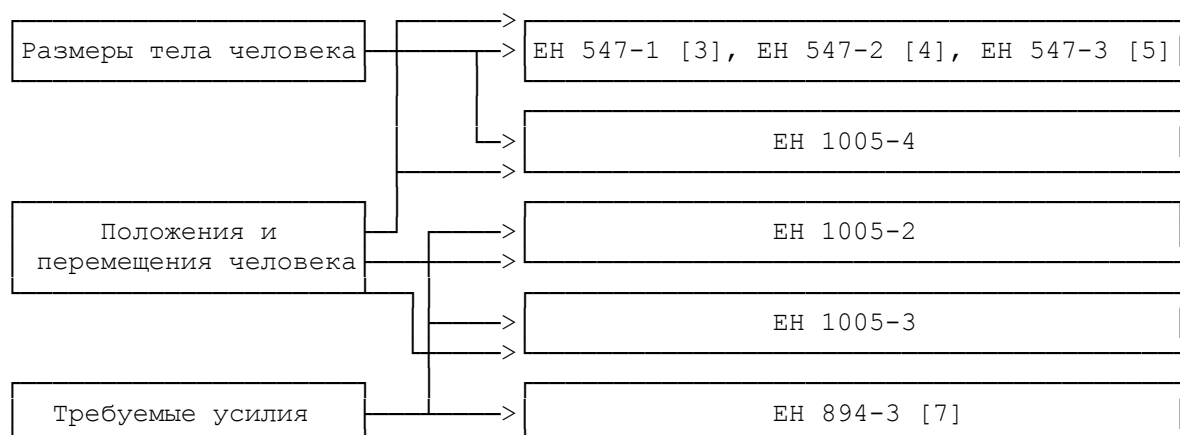 Размеры тела человека
ЕН 547-1 [3], ЕН 547-2 [4], ЕН 547-3 [5]
ЕН 1005-4
Положения и
перемещения человека
ЕН 1005-2
ЕН 1005-3
Требуемые усилия
ЕН 894-3 [7]